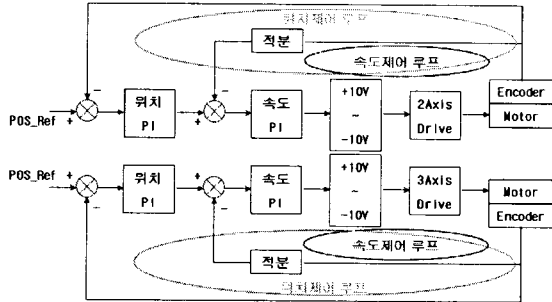 위치제어 루프
적분
속도제어 루프
POS_Ref
위치
PI
속도
PI
+10V
~
-10V
2Axis
Drive
Encoder
Motor
POS_Ref
위치
PI
속도
PI
+10V
~
-10V
3Axis
Drive
Motor
Encoder
적분
속도제어 루프
위치제어 루프